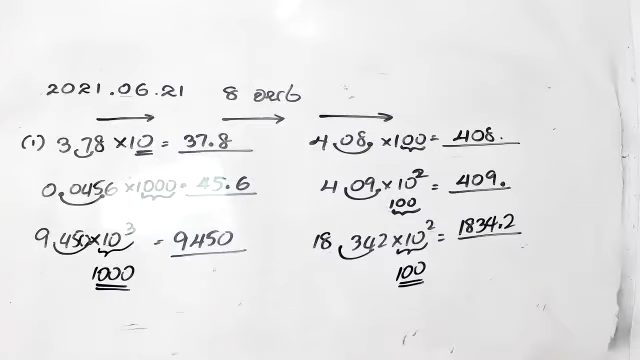 2021.06.21 8
(1) 3.78 ×10 = 37.8 4.08, ×100 = 408.
0.0456 ×1000 = 45.6 4.09, ×10² = 409.
100
9.450×10³ = 9450 18.342×10² = 1834.2
1000 100